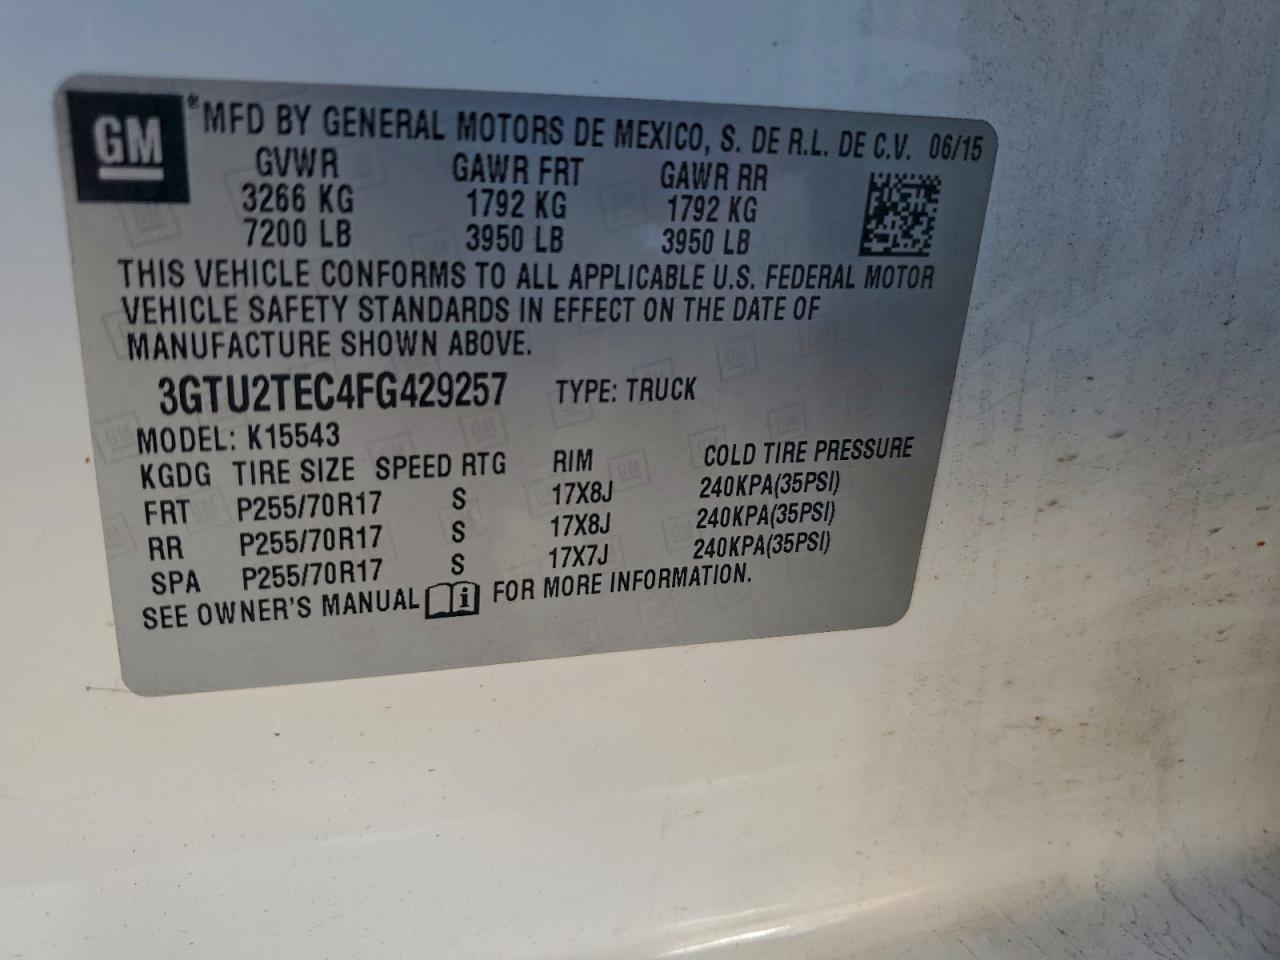 GM ® MFD BY GENERAL MOTORS DE MEXICO, S. DE R.L. DE C.V. 06/15
GVWR GAWR FRT GAWR RR
3266 KG 1792 KG 1792 KG
7200 LB 3950 LB 3950 LB
THIS VEHICLE CONFORMS TO ALL APPLICABLE U.S. FEDERAL MOTOR
VEHICLE SAFETY STANDARDS IN EFFECT ON THE DATE OF
MANUFACTURE SHOWN ABOVE.
3GTU2TEC4FG429257 TYPE: TRUCK
MODEL: K15543
KGDG TIRE SIZE SPEED RTG RIM COLD TIRE PRESSURE
FRT P255/70R17 S 17X8J 240KPA(35PSI)
RR P255/70R17 S 17X8J 240KPA(35PSI)
SPA P255/70R17 S 17X7J 240KPA(35PSI)
SEE OWNER'S MANUAL i FOR MORE INFORMATION.